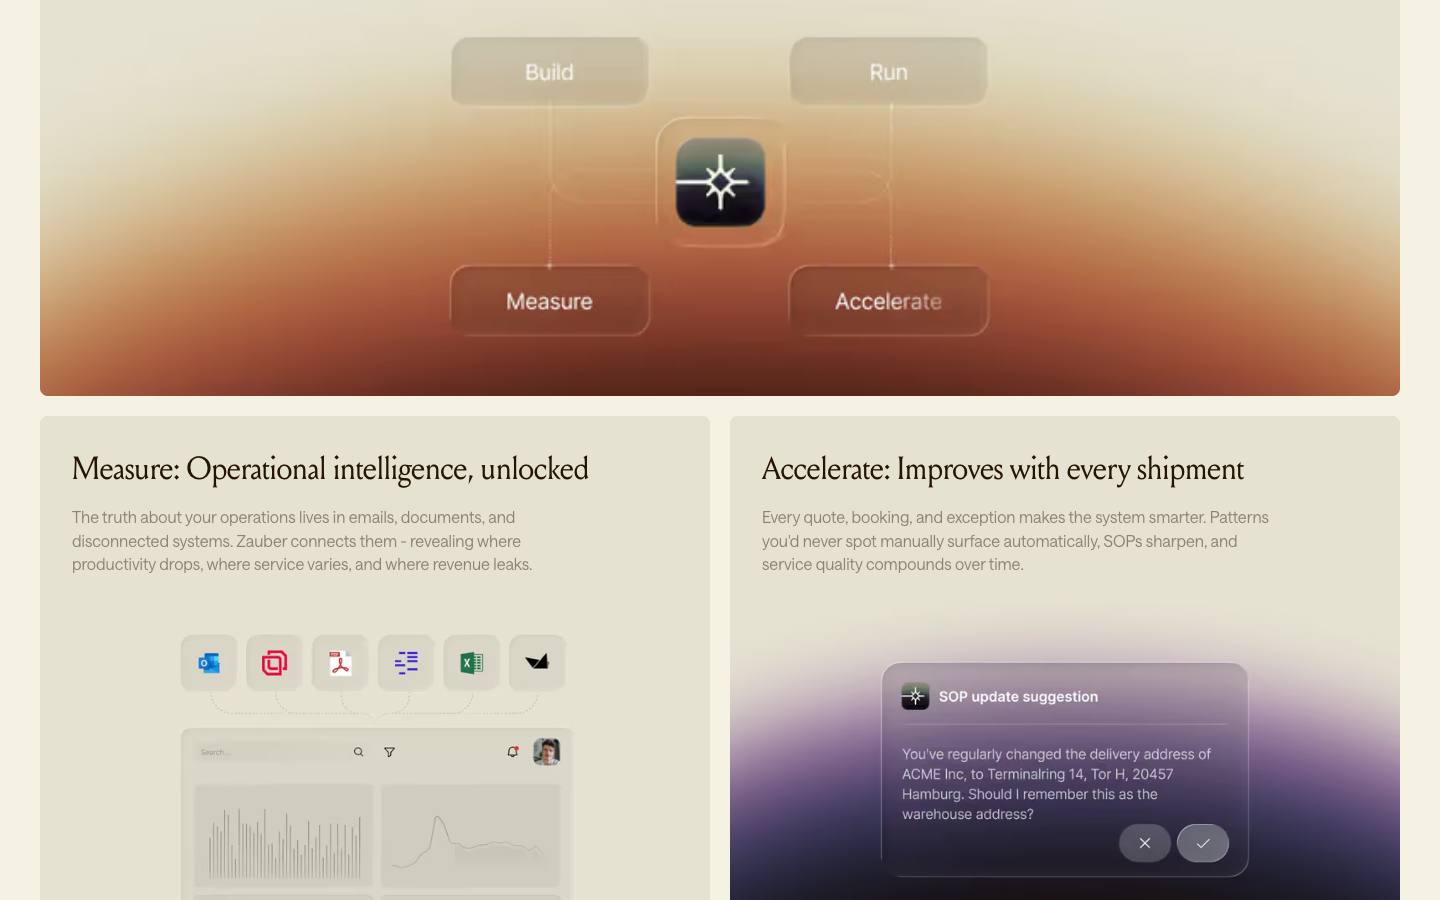 Build
Run
Measure
Accelerate
Measure: Operational intelligence, unlocked
The truth about your operations lives in emails, documents, and
disconnected systems. Zauber connects them - revealing where
productivity drops, where service varies, and where revenue leaks.
Search...
Accelerate: Improves with every shipment
Every quote, booking, and exception makes the system smarter. Patterns
you'd never spot manually surface automatically, SOPs sharpen, and
service quality compounds over time.
SOP update suggestion
You've regularly changed the delivery address of
ACME Inc, to Terminalring 14, Tor H, 20457
Hamburg. Should I remember this as the
warehouse address?